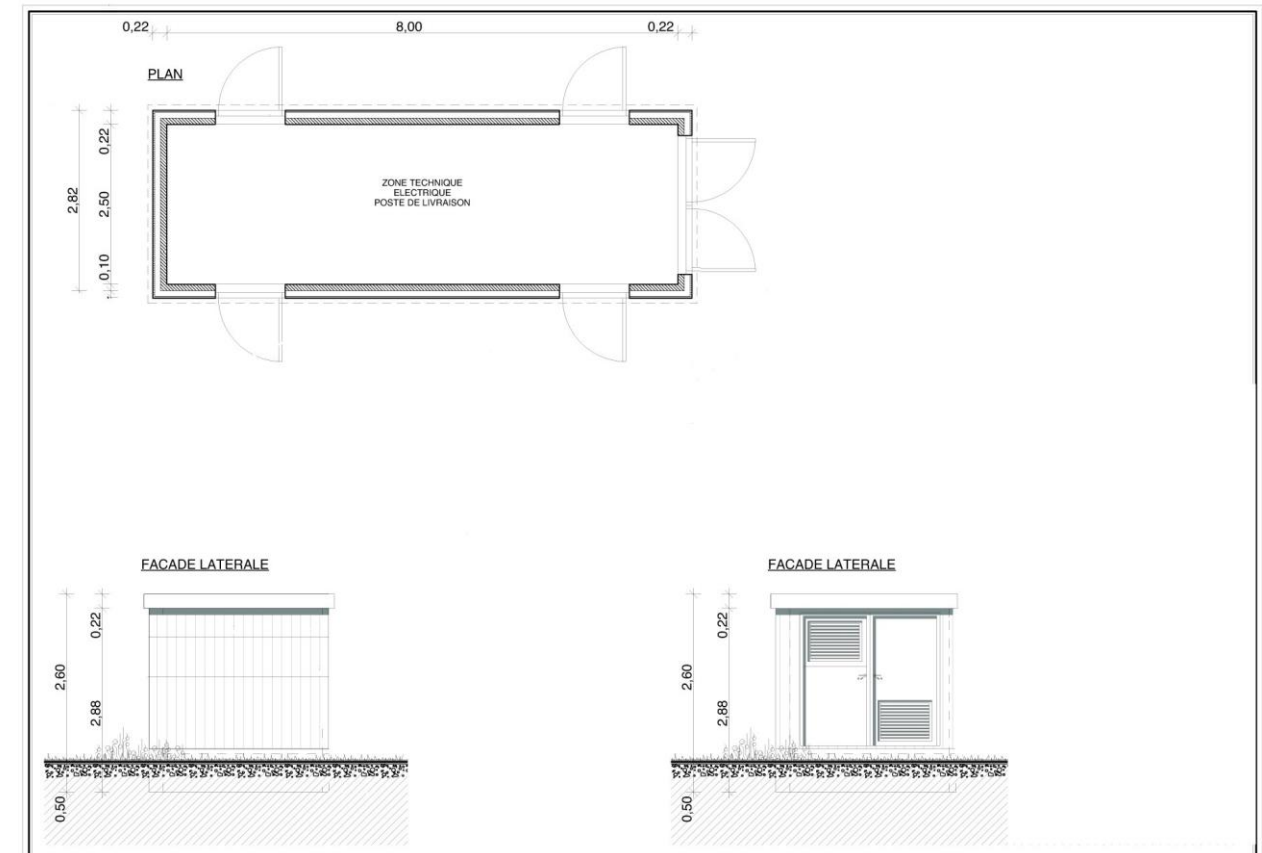 0,22
8,00
0,22
PLAN
0,22
2,82
2,50
0,10
ZONE TECHNIQUE
ELECTRIQUE
POSTE DE LIVRAISON
FACADE LATERALE
0,22
2,60
2,88
0,50
FACADE LATERALE
0,22
2,60
2,88
0,50